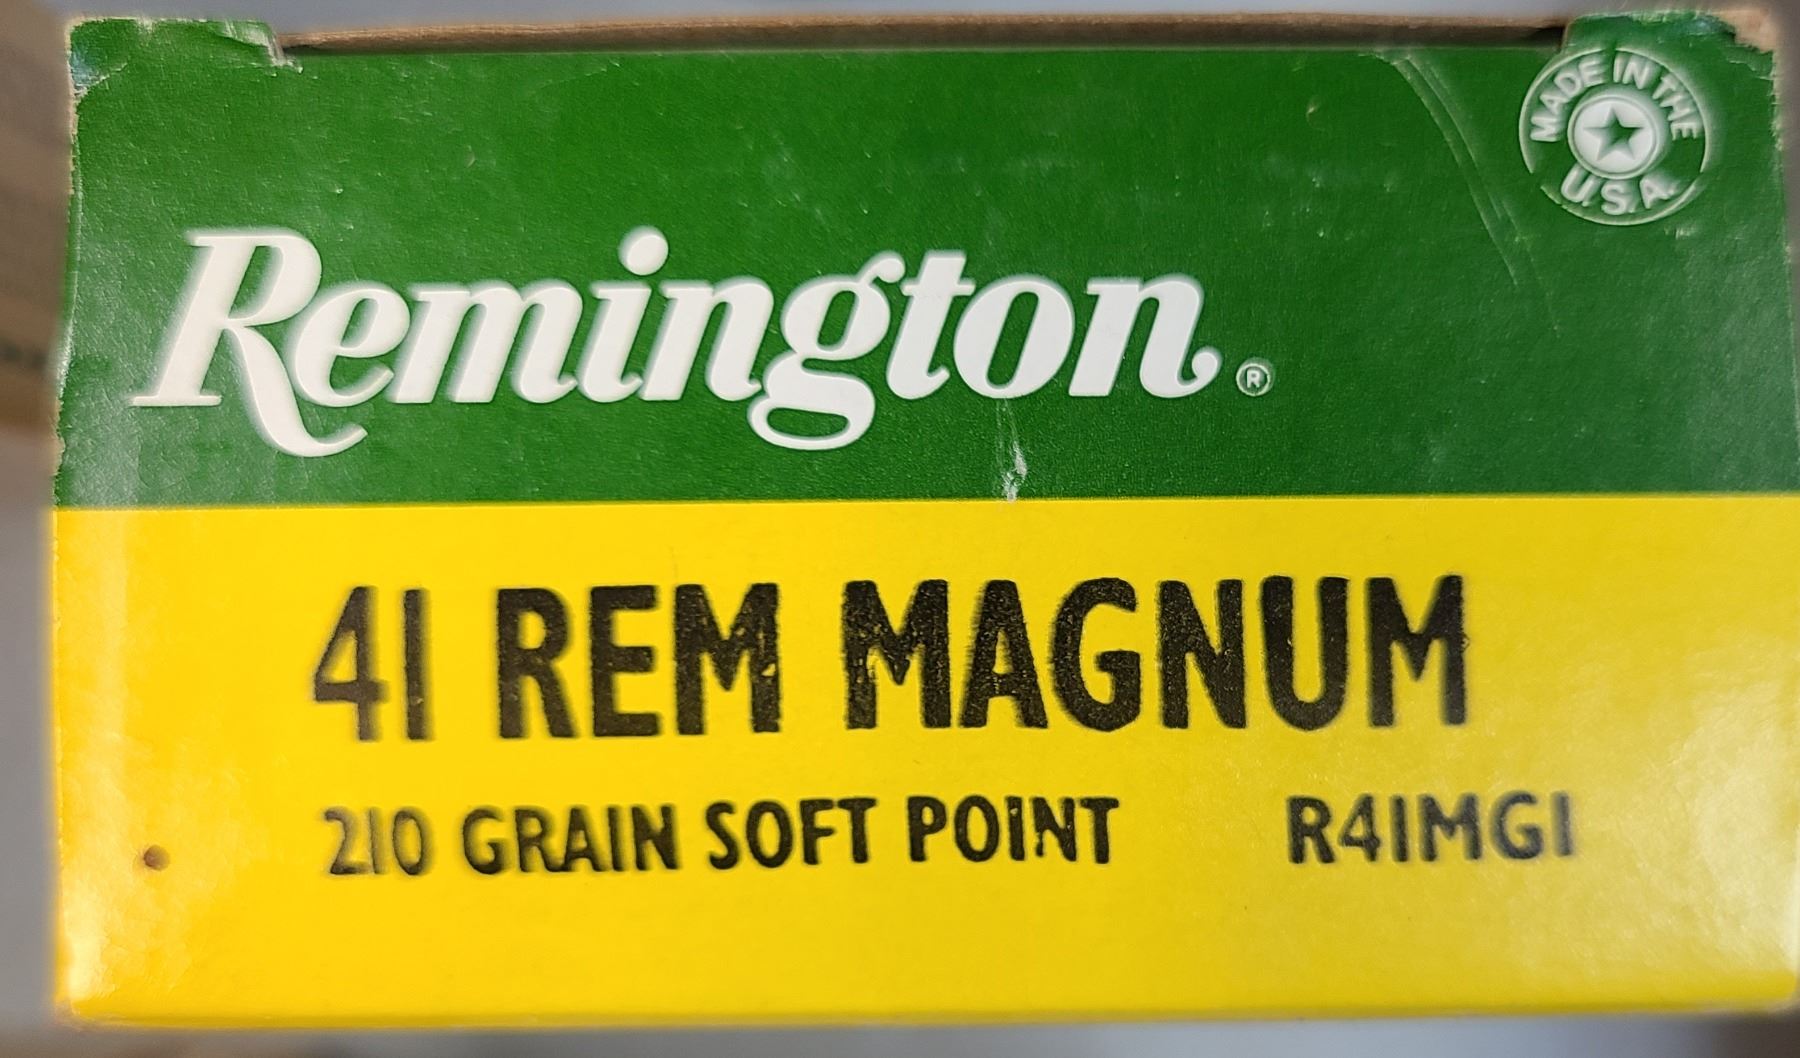 MADE IN THE
U.S.A.
Remington®
41 REM MAGNUM
210 GRAIN SOFT POINT R41MG1